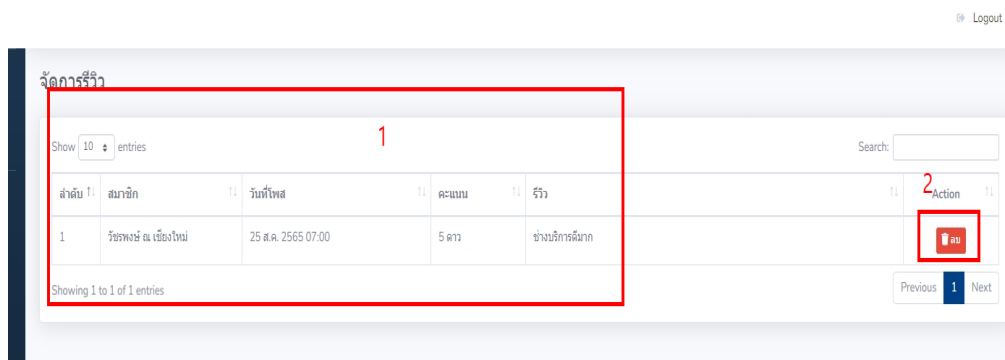 Logout
จัดการรีวิว
1
Show 10 entries
Search:
2
ลำดับ สมาชิก วันที่โพส คะแนน รีวิว Action
1 วัชรพงษ์ ณ เชียงใหม่ 25 ส.ค. 2565 07:00 5 ดาว ช่างบริการดีมาก ลบ
Showing 1 to 1 of 1 entries
Previous 1 Next